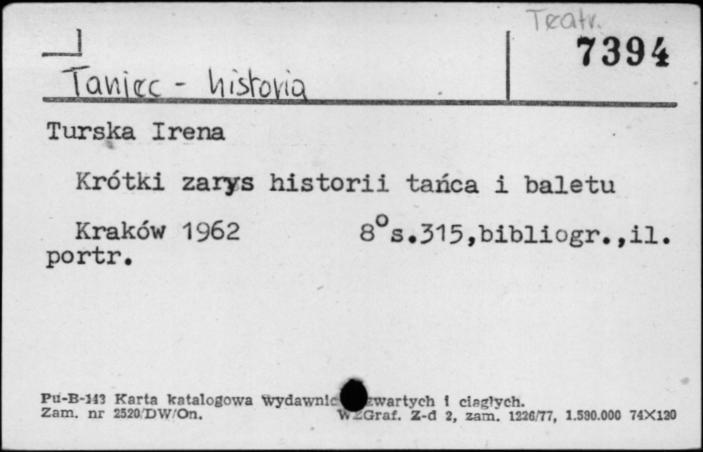 Teatr.
7394
Taniec - historia
Turska Irena
Krótki zarys historii tańca i baletu
Kraków 1962 8° s.315,bibliogr.,il.
portr.
Pu-B-143 Karta katalogowa wydawnic zwartych i ciągłych.
Zam. nr 2520/DW/On. WZGraf. Z-d 2, zam. 1226/77, 1.590.000 74X120